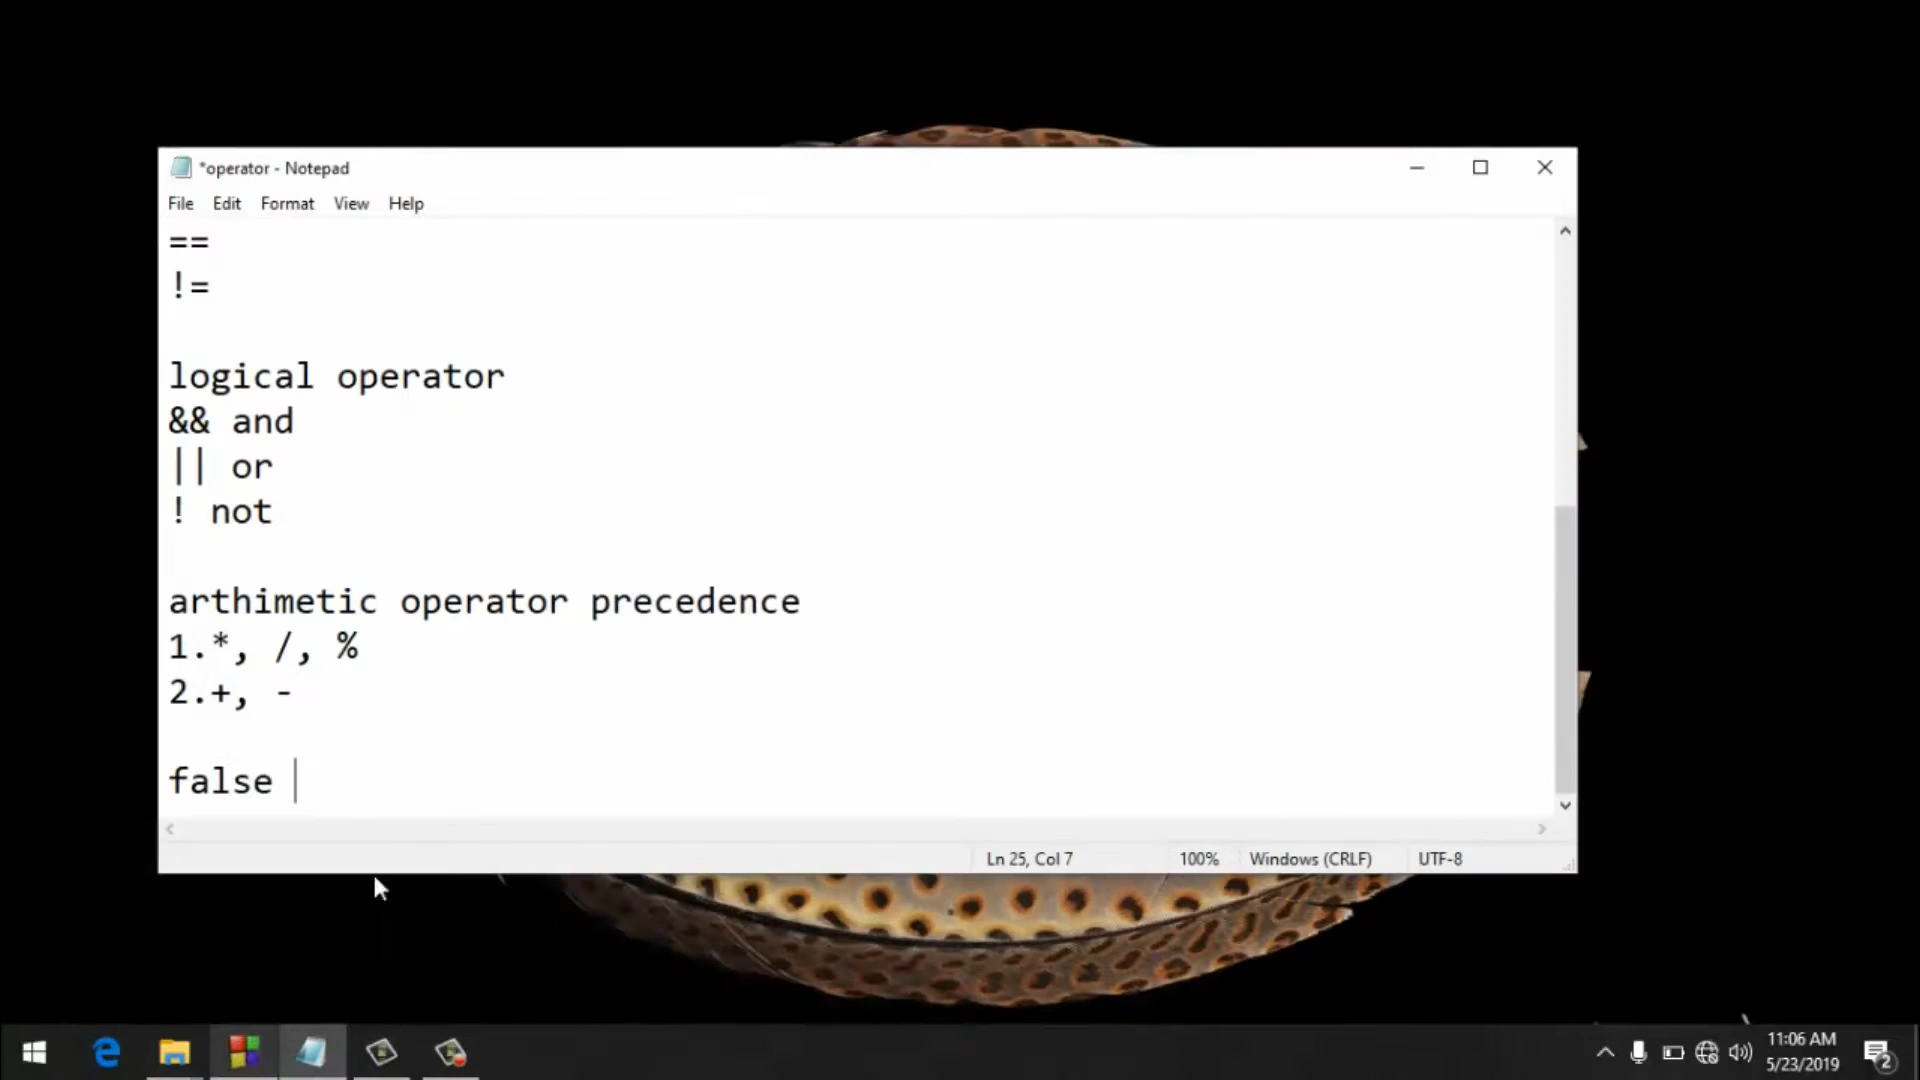 *operator - Notepad
File Edit Format View Help
==
!=
logical operator
&& and
|| or
! not
arthimetic operator precedence
1.*, /, %
2.+, -
false
Ln 25, Col 7 100% Windows (CRLF) UTF-8
11:06 AM
5/23/2019
2